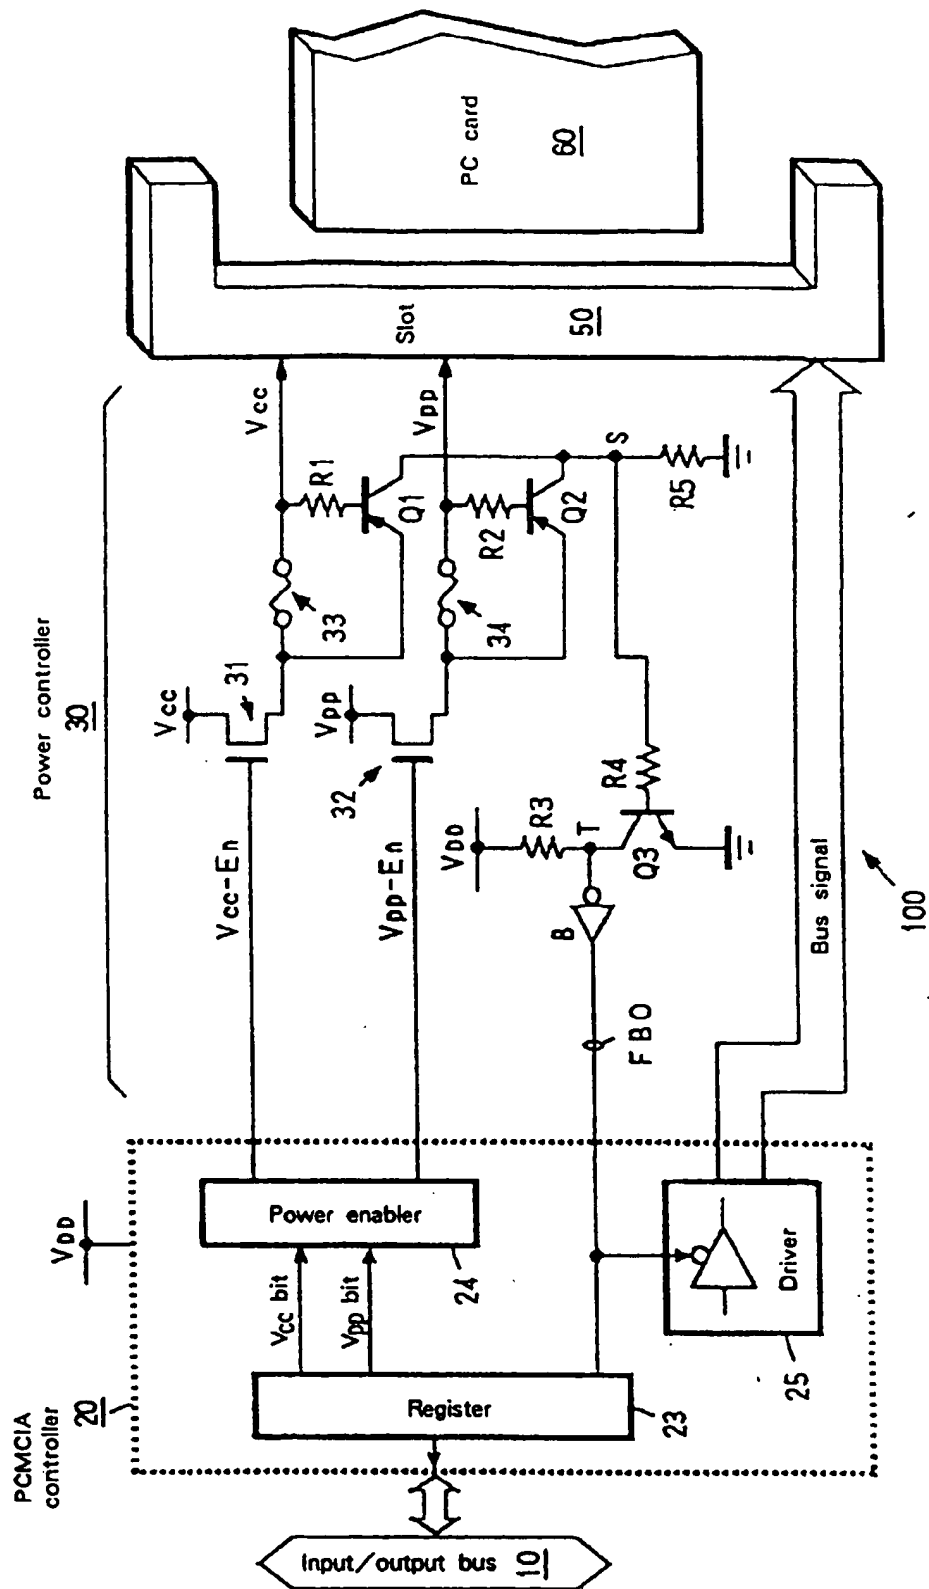 PCMCIA
controller
20
VDD
Power controller
30
Input/output bus 10
Register
23
Vcc bit
Vpp bit
Power enabler
24
Driver
25
Vcc-En
Vpp-En
Vcc
31
33
R1
Q1
Vcc
Vpp
32
34
R2
Q2
Vpp
VDD
R3
T
B
FBO
Q3
R4
S
R5
Bus signal
100
Slot
50
PC card
60